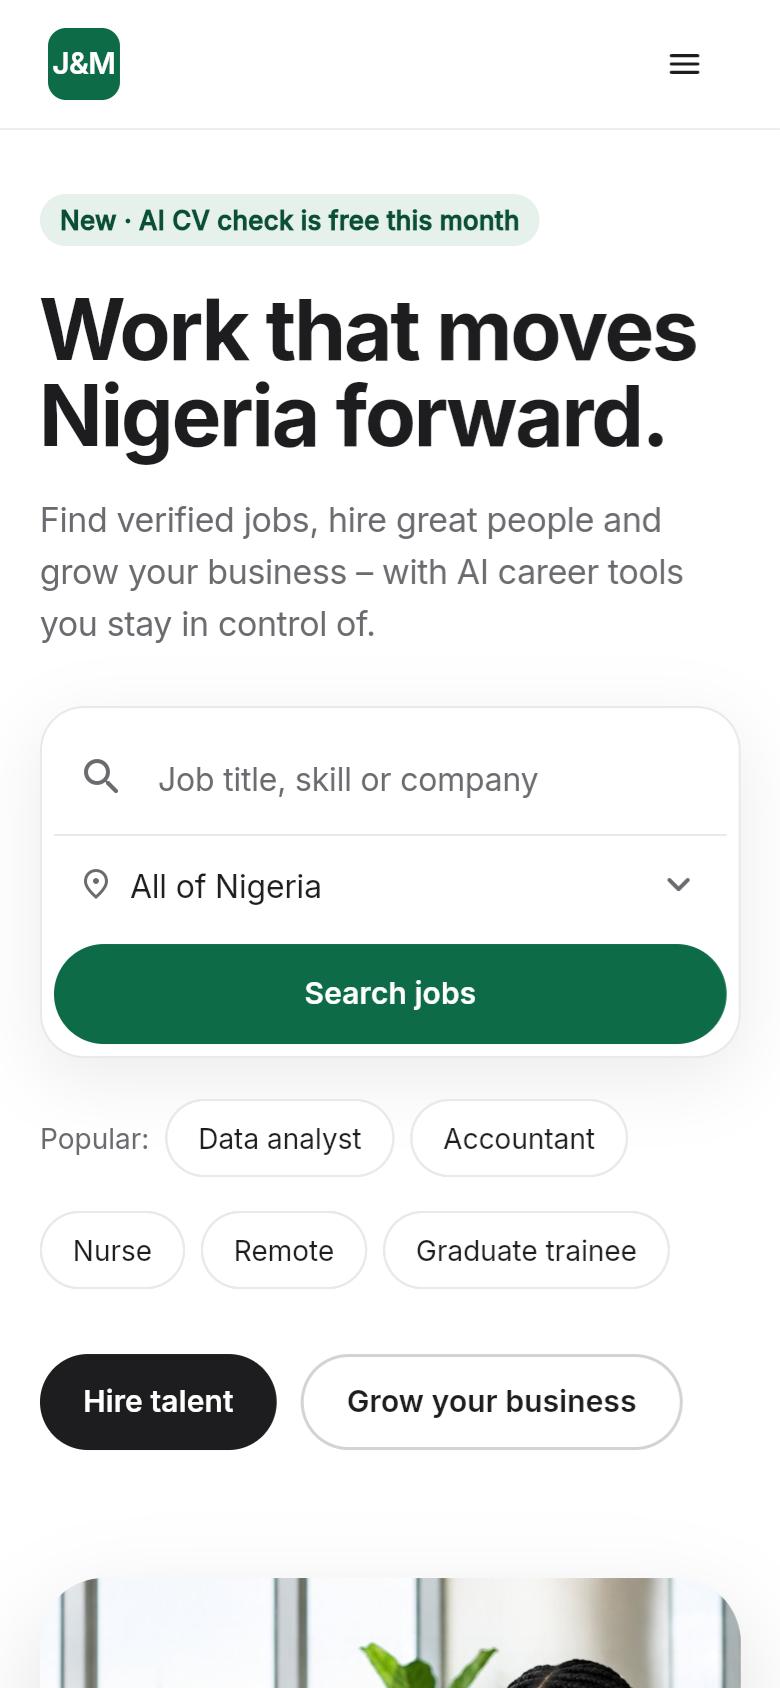 J&M
New · AI CV check is free this month
Work that moves
Nigeria forward.
Find verified jobs, hire great people and
grow your business – with AI career tools
you stay in control of.
Job title, skill or company
All of Nigeria
Search jobs
Popular: Data analyst Accountant
Nurse Remote Graduate trainee
Hire talent Grow your business